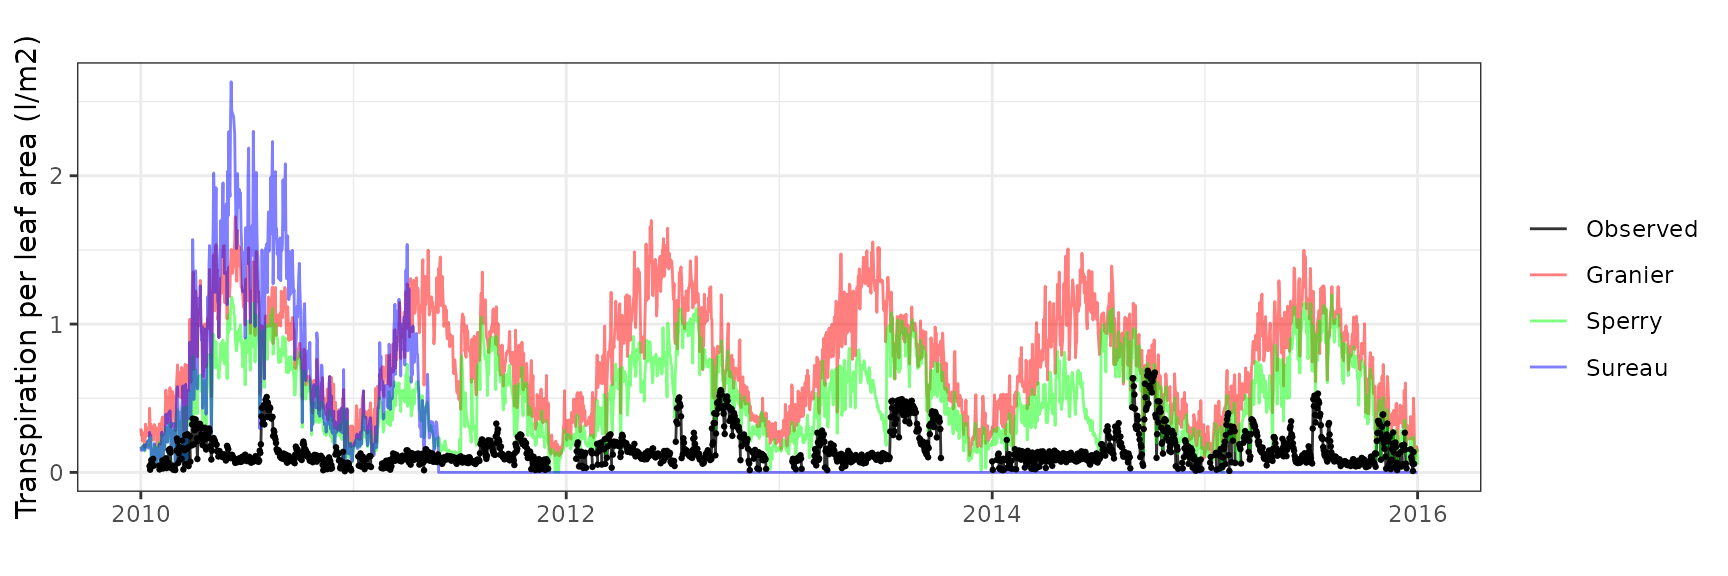 Transpiration per leaf area (l/m2)
2
1
0
2010
2012
2014
2016
Observed
Granier
Sperry
Sureau